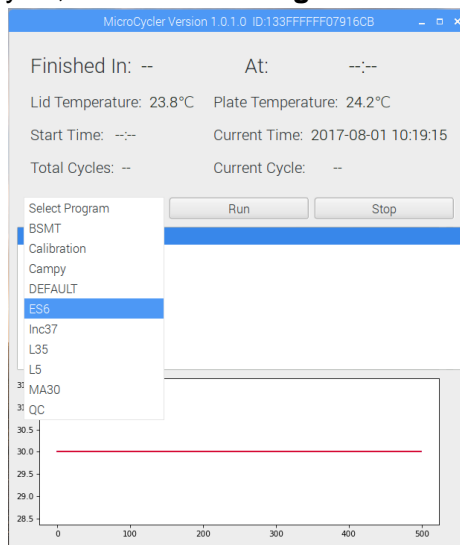 MicroCycler Version 1.0.1.0 ID:133FFFFFF07916CB
Finished In: -- At: --:--
Lid Temperature: 23.8°C Plate Temperature: 24.2°C
Start Time: --:-- Current Time: 2017-08-01 10:19:15
Total Cycles: -- Current Cycle: --
Select Program Run Stop
BSMT
Calibration
Campy
DEFAULT
ES6
Inc37
L35
L5
MA30
QC
30.5
30.0
29.5
29.0
28.5
0 100 200 300 400 500